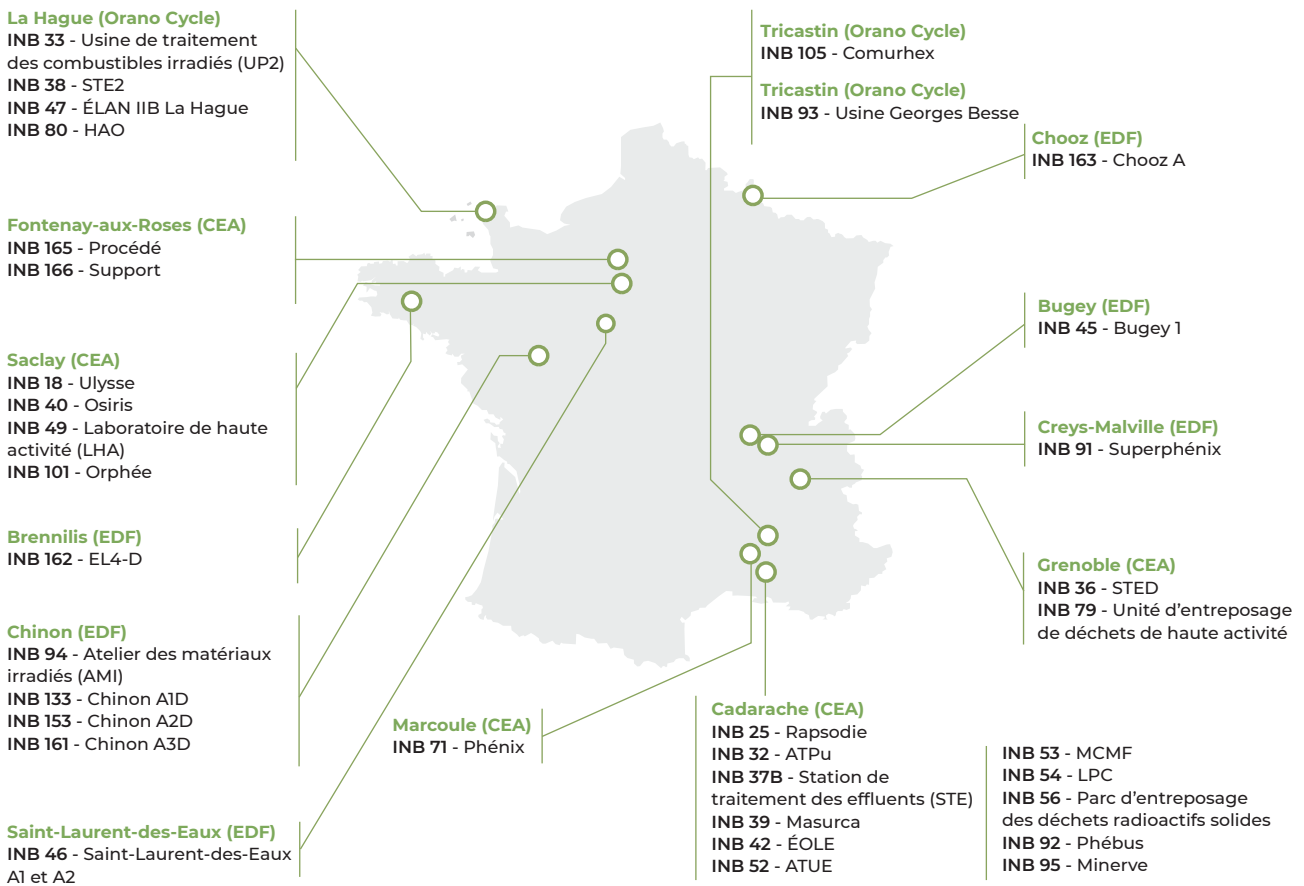 La Hague (Orano Cycle)
INB 33 - Usine de traitement
des combustibles irradiés (UP2)
INB 38 - STE2
INB 47 - ÉLAN IIB La Hague
INB 80 - HAO
Fontenay-aux-Roses (CEA)
INB 165 - Procédé
INB 166 - Support
Saclay (CEA)
INB 18 - Ulysse
INB 40 - Osiris
INB 49 - Laboratoire de haute
activité (LHA)
INB 101 - Orphée
Brennilis (EDF)
INB 162 - EL4-D
Chinon (EDF)
INB 94 - Atelier des matériaux
irradiés (AMI)
INB 133 - Chinon A1D
INB 153 - Chinon A2D
INB 161 - Chinon A3D
Saint-Laurent-des-Eaux (EDF)
INB 46 - Saint-Laurent-des-Eaux
A1 et A2
Marcoule (CEA)
INB 71 - Phénix
Tricastin (Orano Cycle)
INB 105 - Comurhex
Tricastin (Orano Cycle)
INB 93 - Usine Georges Besse
Chooz (EDF)
INB 163 - Chooz A
Bugey (EDF)
INB 45 - Bugey 1
Creys-Malville (EDF)
INB 91 - Superphénix
Grenoble (CEA)
INB 36 - STED
INB 79 - Unité d'entreposage
de déchets de haute activité
Cadarache (CEA)
INB 25 - Rapsodie
INB 32 - ATPu
INB 37B - Station de
traitement des effluents (STE)
INB 39 - Masurca
INB 42 - ÉOLE
INB 52 - ATUE
INB 53 - MCMF
INB 54 - LPC
INB 56 - Parc d'entreposage
des déchets radioactifs solides
INB 92 - Phébus
INB 95 - Minerve